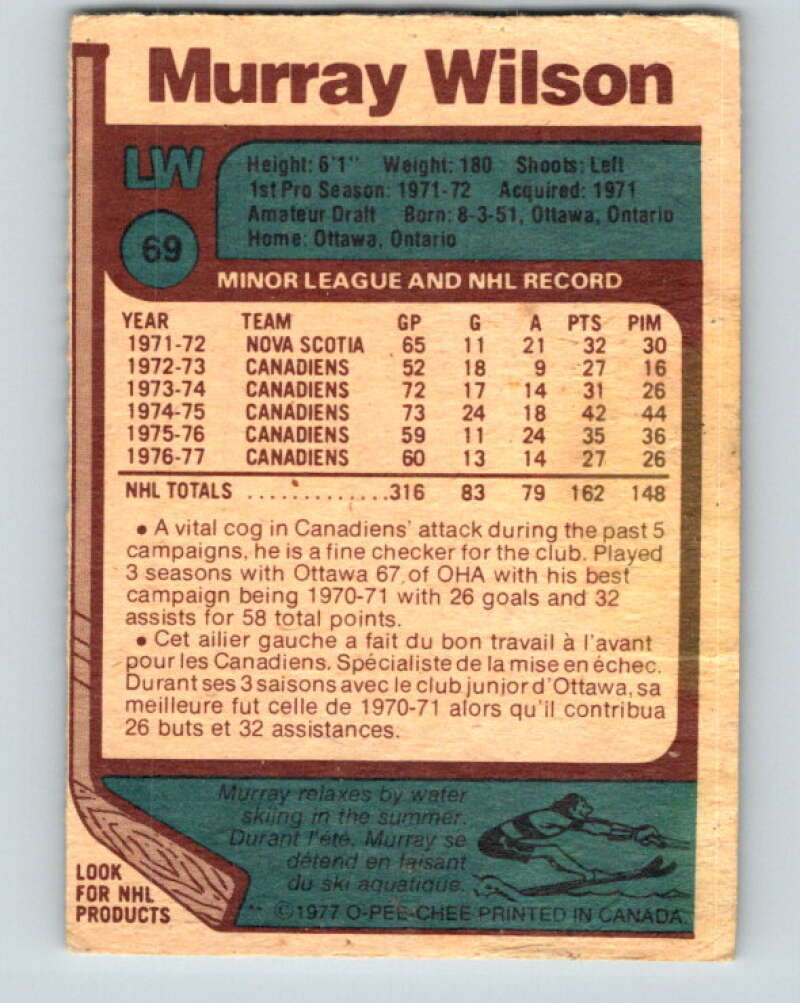 Murray Wilson
LW
Height: 6'1" Weight: 180 Shoots: Left
1st Pro Season: 1971-72 Acquired: 1971
Amateur Draft Born: 8-3-51, Ottawa, Ontario
Home: Ottawa, Ontario
69
MINOR LEAGUE AND NHL RECORD
YEAR TEAM GP G A PTS PIM
1971-72 NOVA SCOTIA 65 11 21 32 30
1972-73 CANADIENS 52 18 9 27 16
1973-74 CANADIENS 72 17 14 31 26
1974-75 CANADIENS 73 24 18 42 44
1975-76 CANADIENS 59 11 24 35 36
1976-77 CANADIENS 60 13 14 27 26
NHL TOTALS .............316 83 79 162 148
• A vital cog in Canadiens' attack during the past 5
campaigns, he is a fine checker for the club. Played
3 seasons with Ottawa 67 of OHA with his best
campaign being 1970-71 with 26 goals and 32
assists for 58 total points.
• Cet ailier gauche a fait du bon travail à l'avant
pour les Canadiens. Spécialiste de la mise en échec.
Durant ses 3 saisons avec le club junior d'Ottawa, sa
meilleure fut celle de 1970-71 alors qu'il contribua
26 buts et 32 assistances.
Murray relaxes by water
skiing in the summer.
Durant l'été, Murray se
détend en faisant
du ski aquatique.
LOOK
FOR NHL
PRODUCTS
** ©1977 O-PEE-CHEE PRINTED IN CANADA